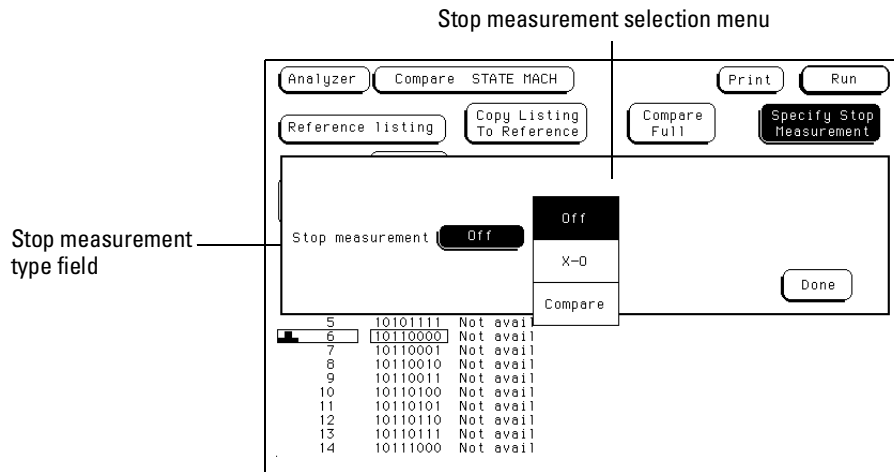 Stop measurement selection menu
Analyzer Compare STATE MACH Print Run
Reference listing Copy Listing To Reference Compare Full Specify Stop Measurement
Stop measurement type field
Stop measurement Off
Off
X-O
Compare
Done
5 10101111 Not avail
6 10110000 Not avail
7 10110001 Not avail
8 10110010 Not avail
9 10110011 Not avail
10 10110100 Not avail
11 10110101 Not avail
12 10110110 Not avail
13 10110111 Not avail
14 10111000 Not avail